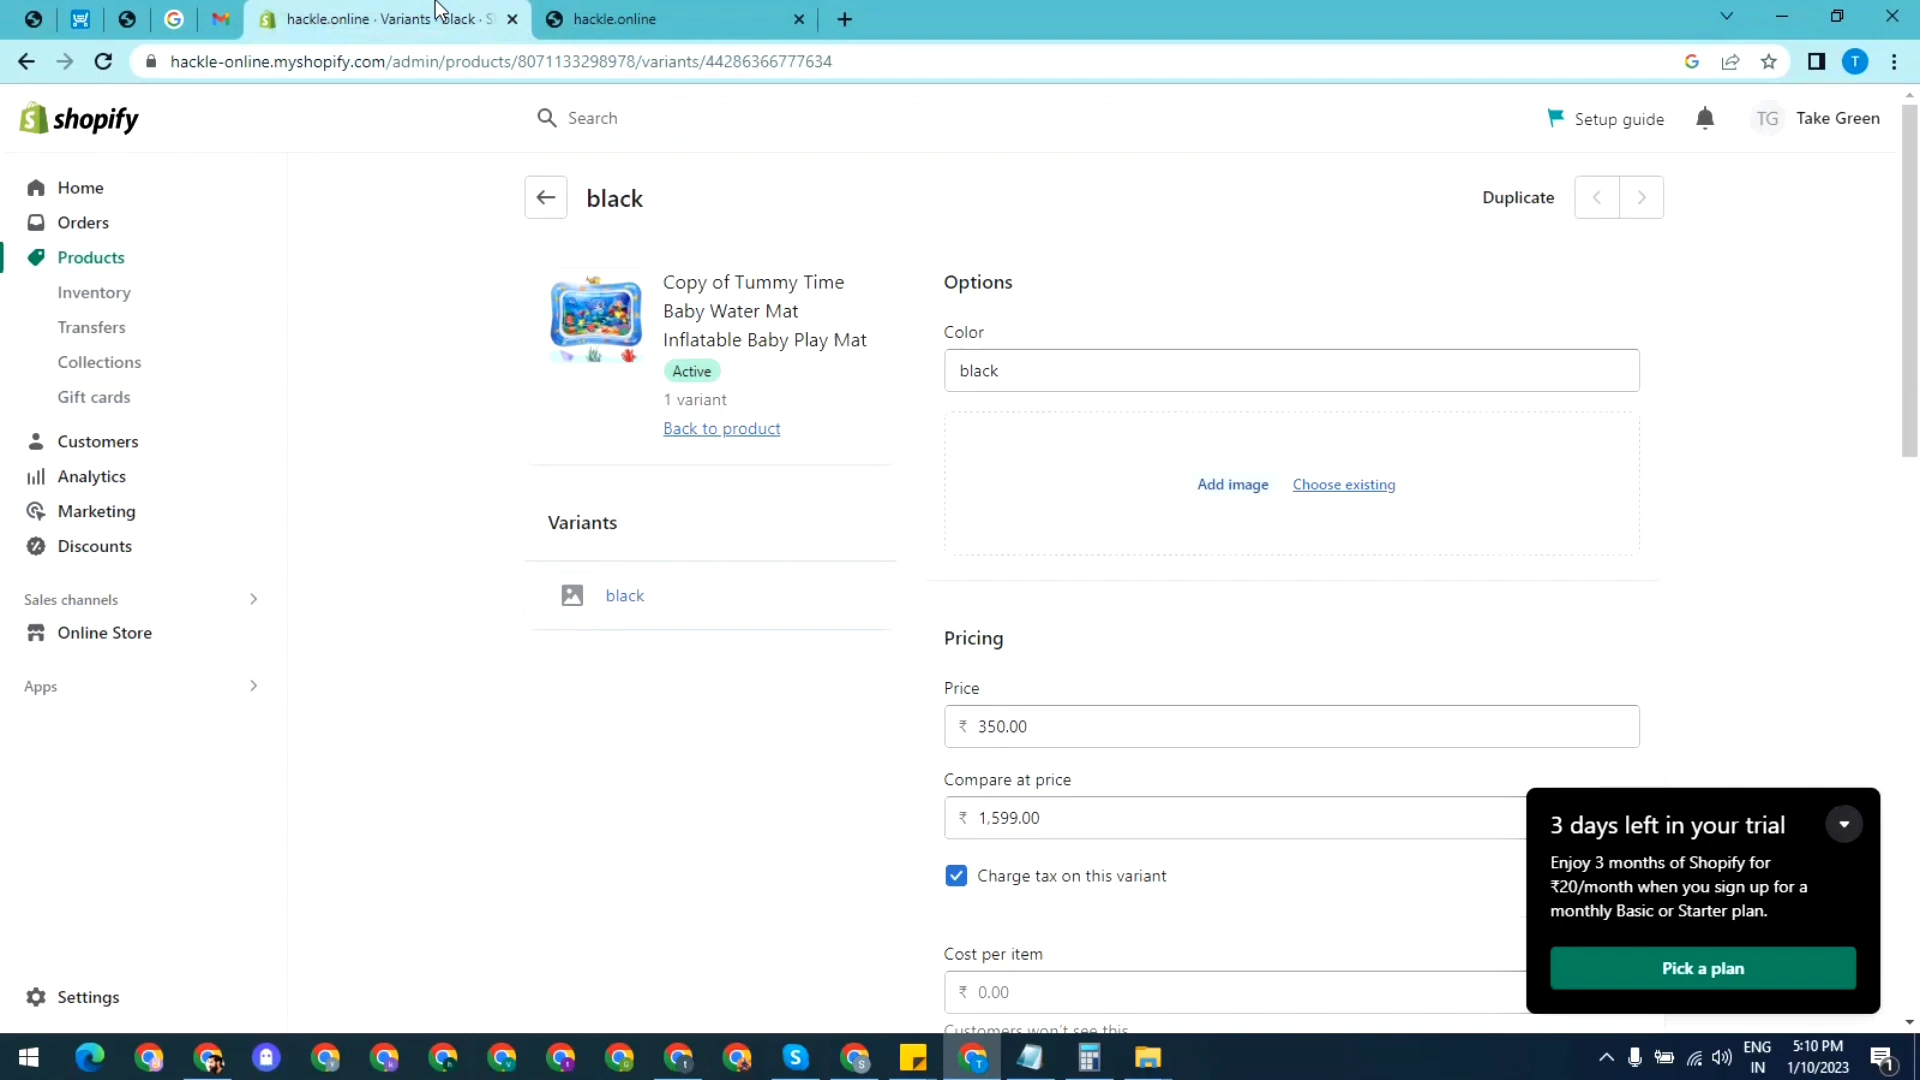 hackle.online · Variants · black · S
hackle.online
hackle-online.myshopify.com/admin/products/8071133298978/variants/44286366777634
T
shopify
Search
Setup guide
TG
Take Green
Home
Orders
Products
Inventory
Transfers
Collections
Gift cards
Customers
Analytics
Marketing
Discounts
Sales channels
Online Store
Apps
Settings
black
Duplicate
Copy of Tummy Time
Baby Water Mat
Inflatable Baby Play Mat
Active
1 variant
Back to product
Variants
black
Options
Color
black
Add image
Choose existing
Pricing
Price
₹ 350.00
Compare at price
₹ 1,599.00
Charge tax on this variant
Cost per item
₹ 0.00
Customers won't see this
3 days left in your trial
Enjoy 3 months of Shopify for
₹20/month when you sign up for a
monthly Basic or Starter plan.
Pick a plan
ENG
IN
5:10 PM
1/10/2023
1